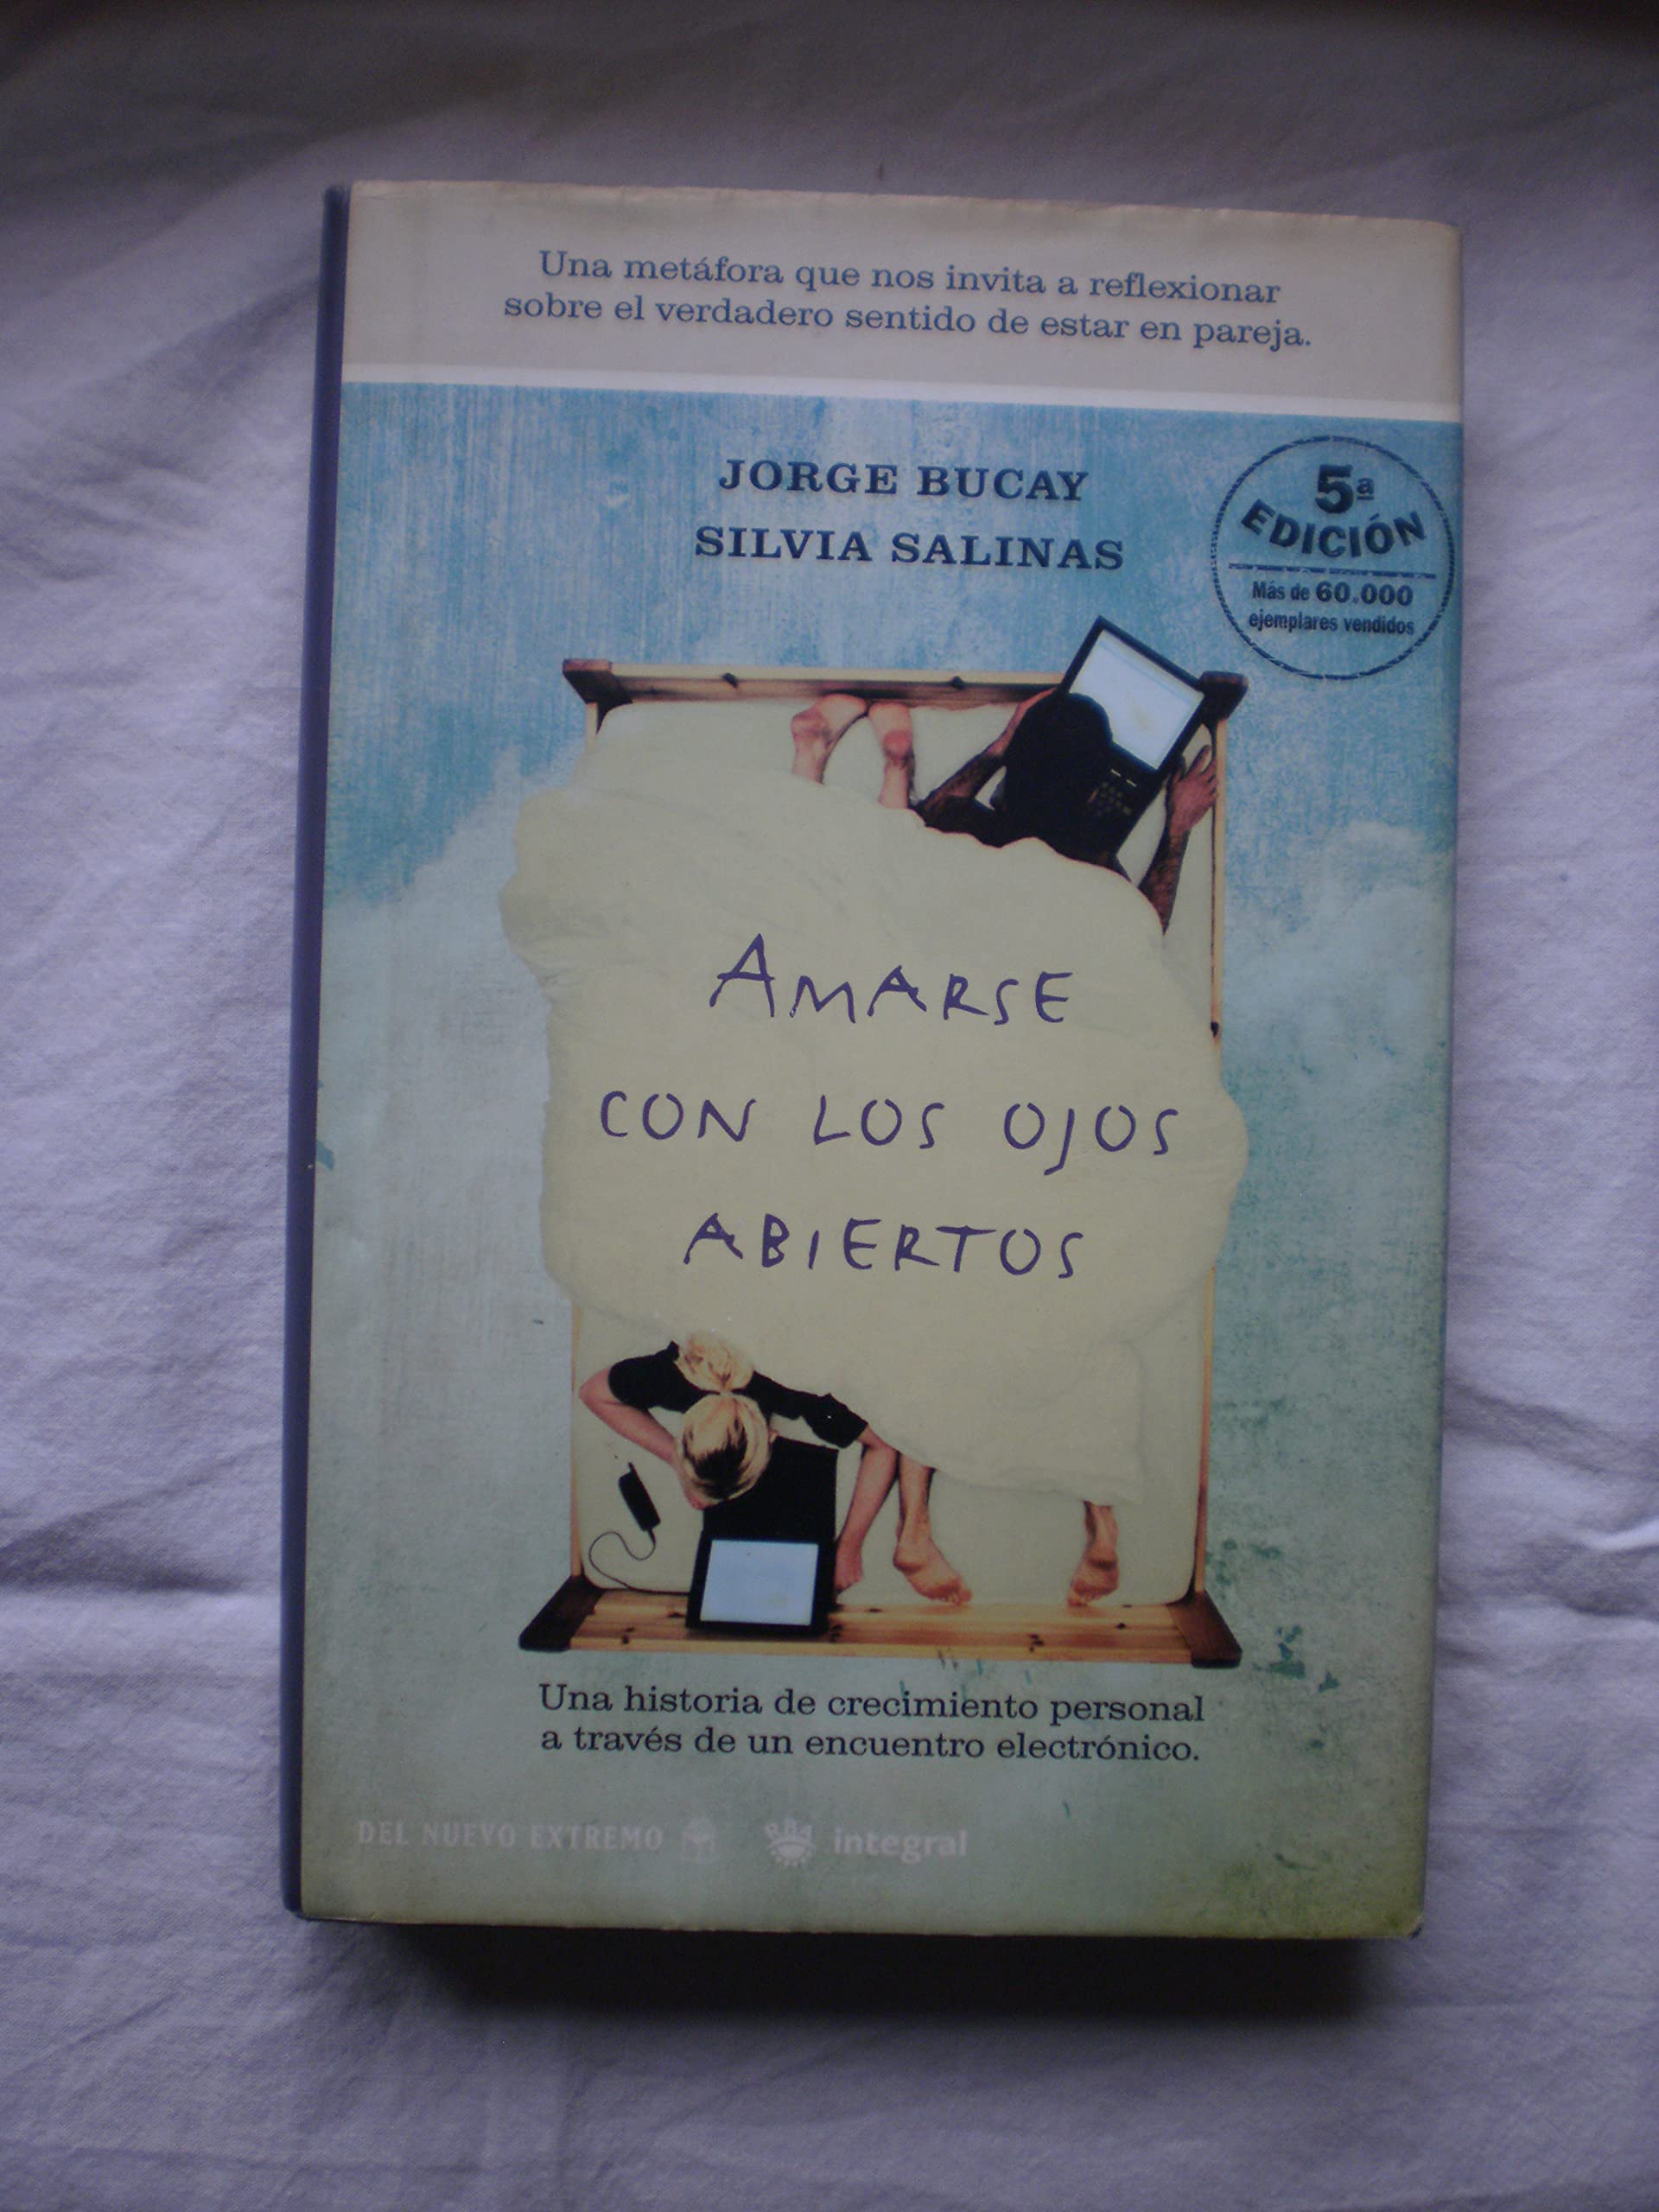 Una metáfora que nos invita a reflexionar
sobre el verdadero sentido de estar en pareja.
JORGE BUCAY
SILVIA SALINAS
5ª
EDICIÓN
Más de 60.000
ejemplares vendidos
AMARSE
CON LOS OJOS
ABIERTOS
Una historia de crecimiento personal
a través de un encuentro electrónico.
DEL NUEVO EXTREMO RBA integral